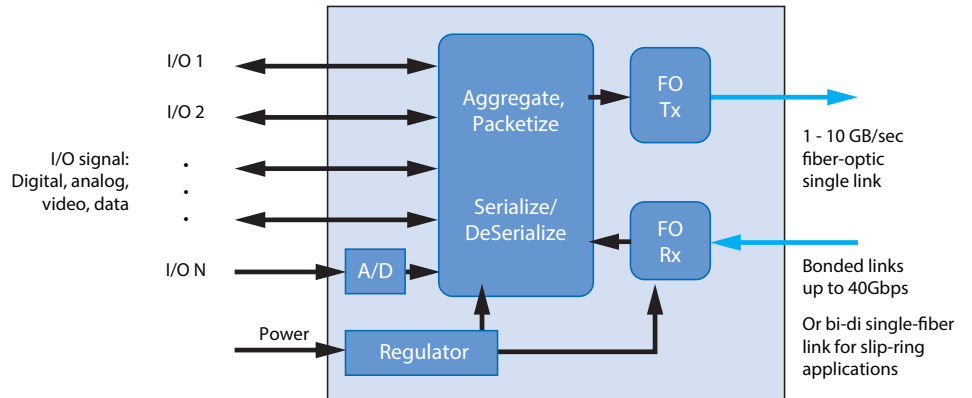 I/O 1
I/O 2
I/O signal:
Digital, analog,
video, data
.
.
.
I/O N
Power
A/D
Regulator
Aggregate,
Packetize
Serialize/
DeSerialize
FO
Tx
FO
Rx
1 - 10 GB/sec
fiber-optic
single link
Bonded links
up to 40Gbps
Or bi-di single-fiber
link for slip-ring
applications